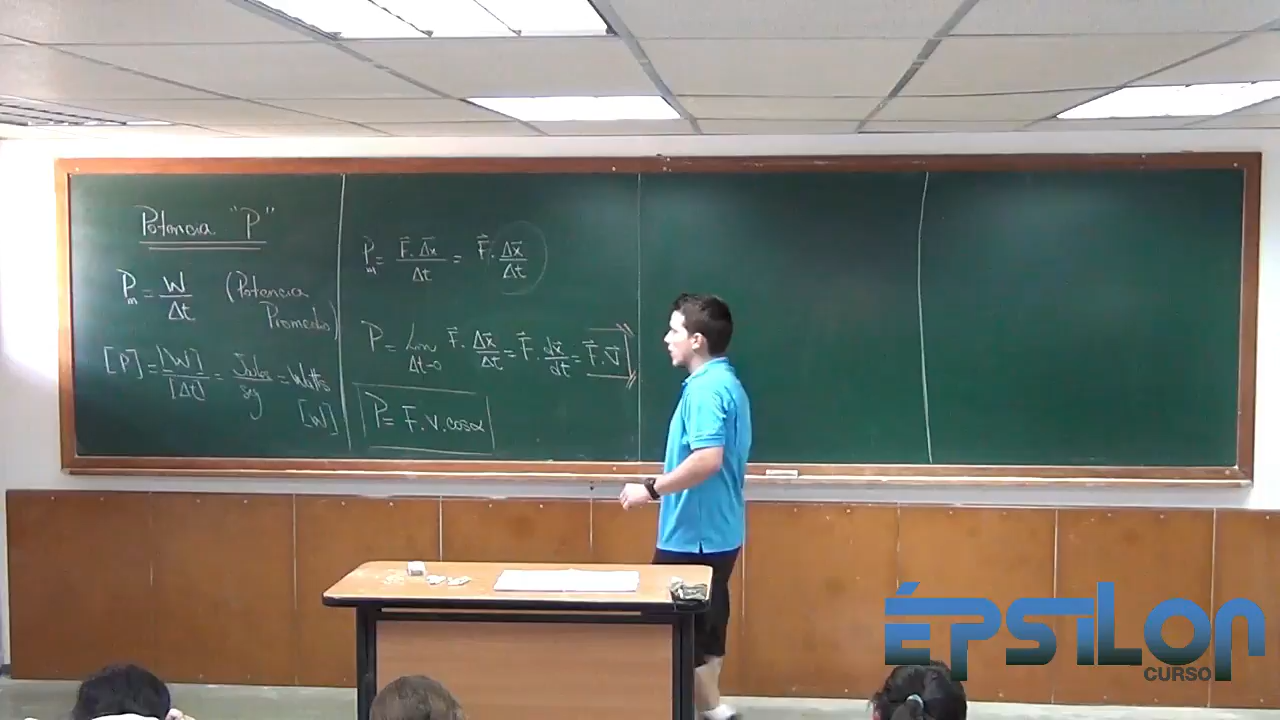 Potencia "P"
Pm = W/Δt (Potencia
Promedio)
[P] = [W]/[Δt] = Joules/sg = Watts
[W]
Pm = F⃗·Δx⃗/Δt = F⃗·Δx⃗/Δt
P = Lim Δt→0 F⃗·Δx⃗/Δt = F⃗·dx⃗/dt = F⃗·V⃗
P = F.V.cosα
ÉPSILON
CURSO